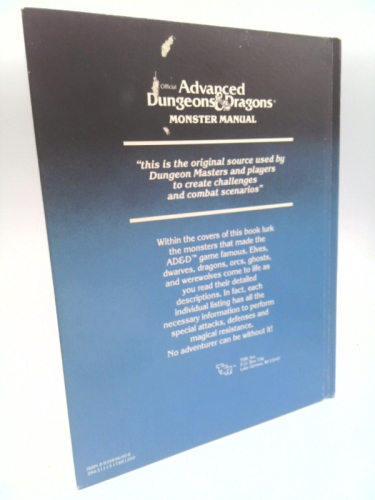 Official Advanced
Dungeons & Dragons®
MONSTER MANUAL
"this is the original source used by
Dungeon Masters and players
to create challenges
and combat scenarios"
Within the covers of this book lurk
the monsters that made the
AD&D™ game famous. Elves,
dwarves, dragons, orcs, ghosts,
and werewolves come to life as
you read their detailed
descriptions. In fact, each
individual listing has all the
necessary information to perform
special attacks, defenses and
magical resistance.
No adventurer can be without it!
TSR, Inc.